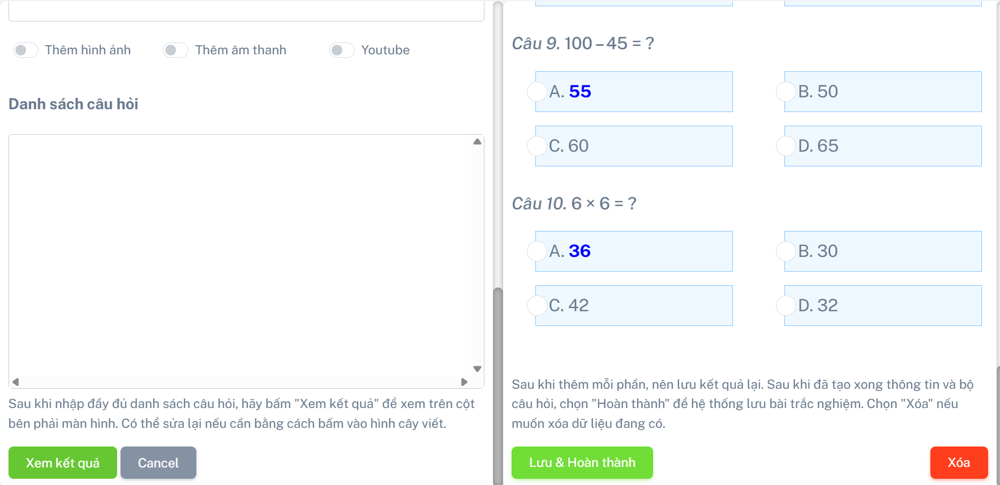 Thêm hình ảnh
Thêm âm thanh
Youtube
Danh sách câu hỏi
Sau khi nhập đầy đủ danh sách câu hỏi, hãy bấm "Xem kết quả" để xem trên cột
bên phải màn hình. Có thể sửa lại nếu cần bằng cách bấm vào hình cây viết.
Xem kết quả
Cancel
Câu 9. 100 – 45 = ?
A. 55
B. 50
C. 60
D. 65
Câu 10. 6 × 6 = ?
A. 36
B. 30
C. 42
D. 32
Sau khi thêm mỗi phần, nên lưu kết quả lại. Sau khi đã tạo xong thông tin và bộ
câu hỏi, chọn "Hoàn thành" để hệ thống lưu bài trắc nghiệm. Chọn "Xóa" nếu
muốn xóa dữ liệu đang có.
Lưu & Hoàn thành
Xóa